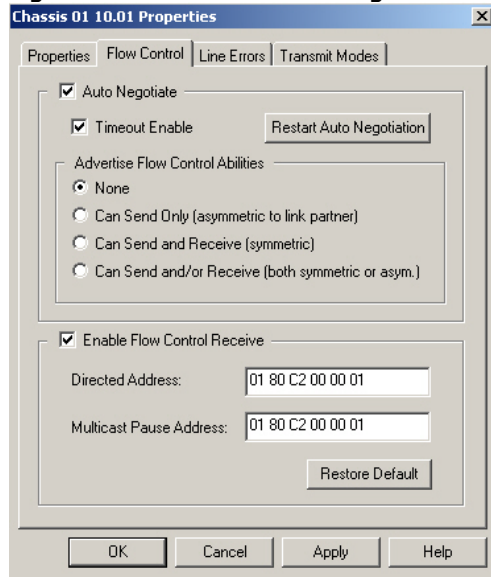 Chassis 01 10.01 Properties
Properties
Flow Control
Line Errors
Transmit Modes
Auto Negotiate
Timeout Enable
Restart Auto Negotiation
Advertise Flow Control Abilities
None
Can Send Only (asymmetric to link partner)
Can Send and Receive (symmetric)
Can Send and/or Receive (both symmetric or asym.)
Enable Flow Control Receive
Directed Address:
01 80 C2 00 00 01
Multicast Pause Address:
01 80 C2 00 00 01
Restore Default
OK
Cancel
Apply
Help